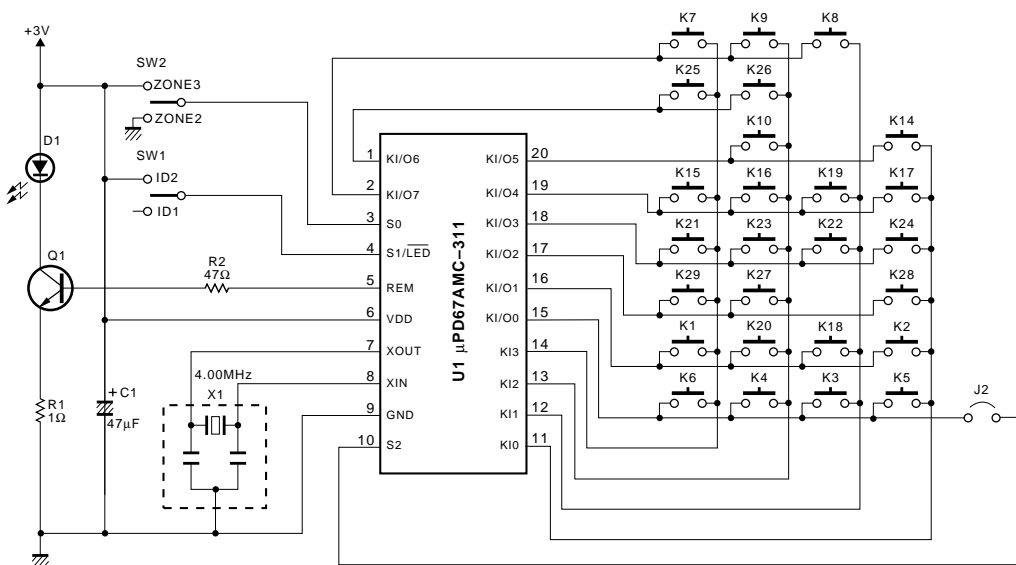 K7 K9 K8
+3V
SW2
ZONE3
K25 K26
ZONE2
K10 K14
D1
SW1
1 KI/O6 KI/O5 20
ID2
K15 K16 K19 K17
2 KI/O7 KI/O4 19
ID1
3 S0 KI/O3 18
K21 K23 K22 K24
4 S1/LED KI/O2 17
Q1
R2
47Ω
K29 K27 K28
5 REM KI/O1 16
6 VDD KI/O0 15
K1 K20 K18 K2
7 XOUT KI3 14
U1 μPD67AMC–311
4.00MHz
X1
8 XIN KI2 13
K6 K4 K3 K5
J2
+ C1
47μF
R1
1Ω
9 GND KI1 12
10 S2 KI0 11